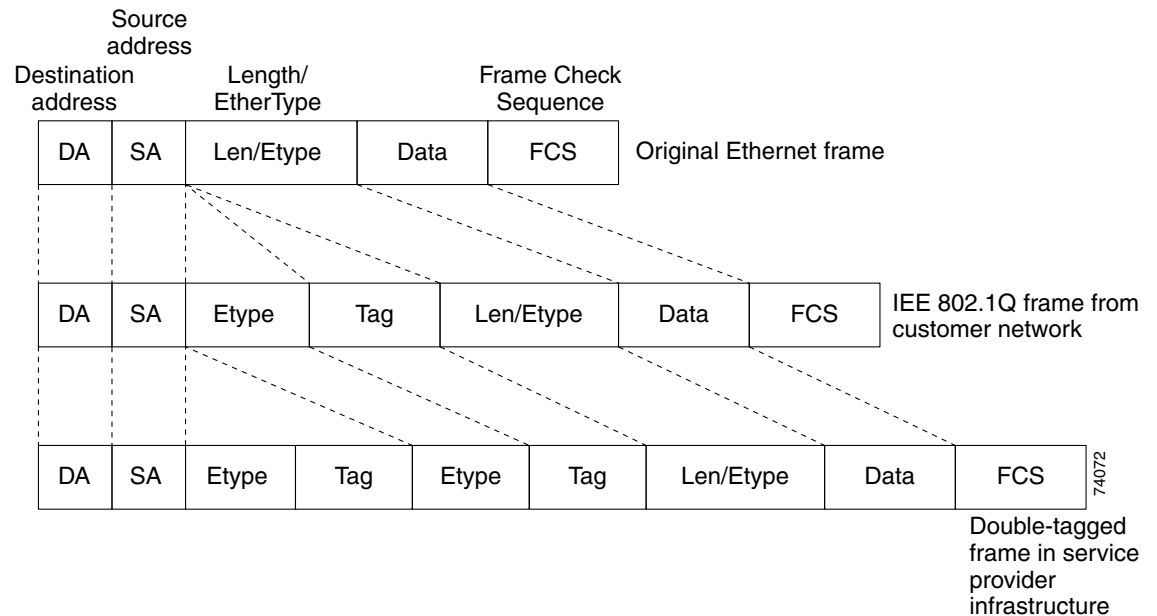 Source
address
Destination
address
Length/
EtherType
Frame Check
Sequence
DA SA Len/Etype Data FCS Original Ethernet frame
DA SA Etype Tag Len/Etype Data FCS
IEE 802.1Q frame from
customer network
DA SA Etype Tag Etype Tag Len/Etype Data FCS
74072
Double-tagged
frame in service
provider
infrastructure